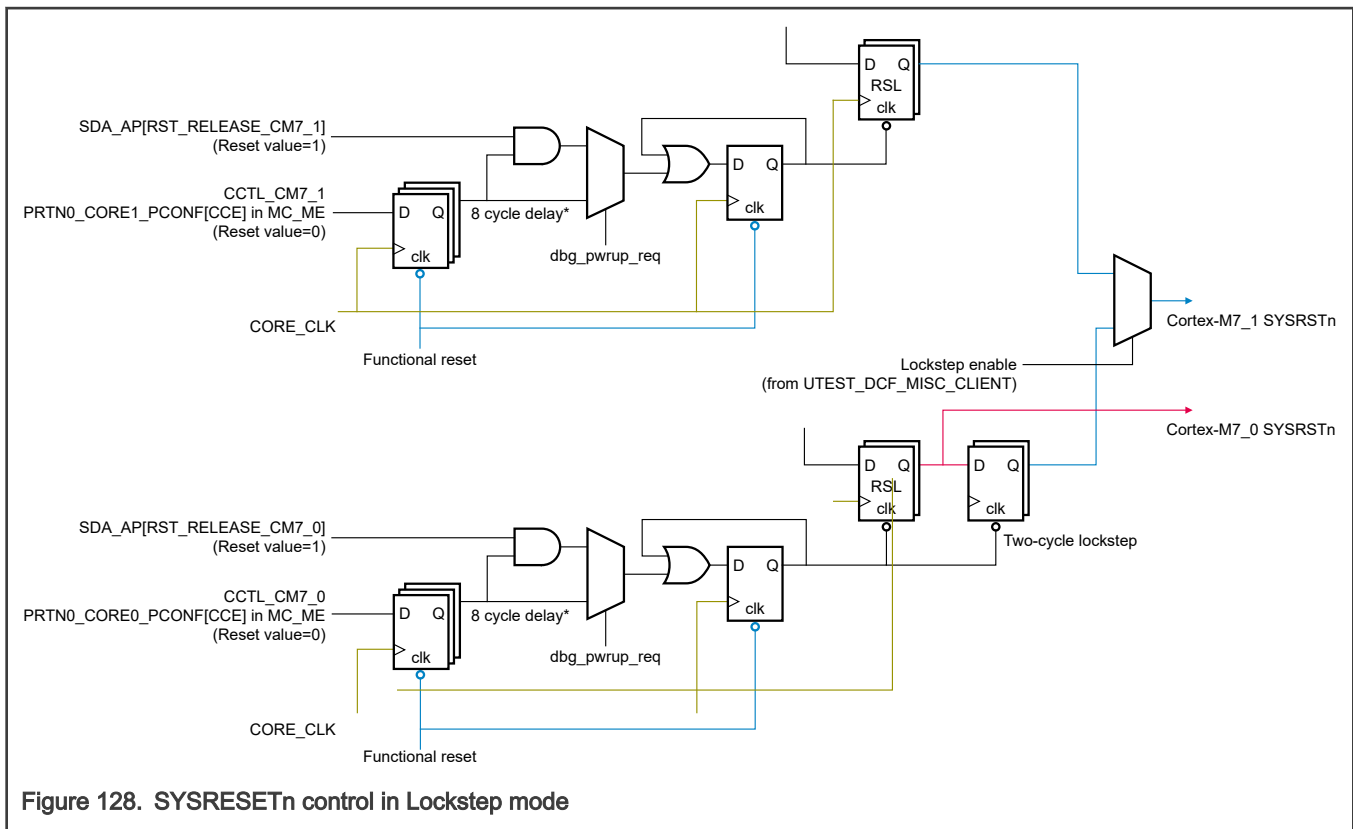 D Q
RSL
clk
SDA_AP[RST_RELEASE_CM7_1]
(Reset value=1)
CCTL_CM7_1
PRTN0_CORE1_PCONF[CCE] in MC_ME
(Reset value=0)
D Q
clk
8 cycle delay*
dbg_pwrup_req
D Q
clk
CORE_CLK
Functional reset
Cortex-M7_1 SYSRSTn
Lockstep enable
(from UTEST_DCF_MISC_CLIENT)
Cortex-M7_0 SYSRSTn
D Q
RSL
clk
D Q
Two-cycle lockstep
SDA_AP[RST_RELEASE_CM7_0]
(Reset value=1)
CCTL_CM7_0
PRTN0_CORE0_PCONF[CCE] in MC_ME
(Reset value=0)
D Q
clk
8 cycle delay*
dbg_pwrup_req
D Q
clk
CORE_CLK
Functional reset
Figure 128. SYSRESETn control in Lockstep mode